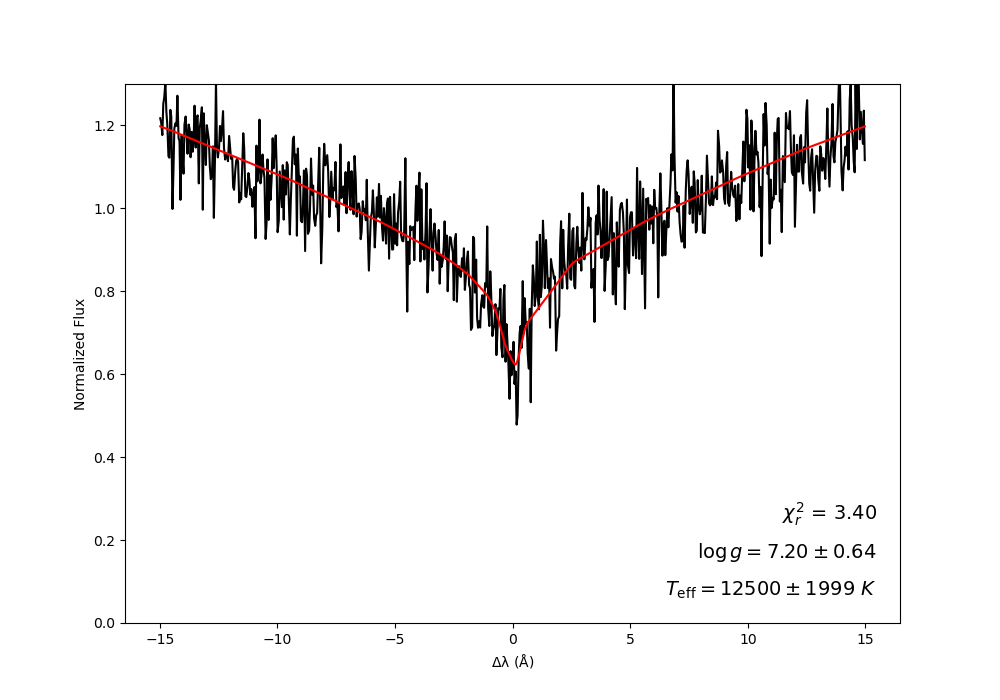 1.2
1.0
0.8
0.6
0.4
0.2
0.0
Normalized Flux
χ²ᵣ = 3.40
log g = 7.20 ± 0.64
T_eff = 12500 ± 1999 K
−15 −10 −5 0 5 10 15
Δλ (Å)